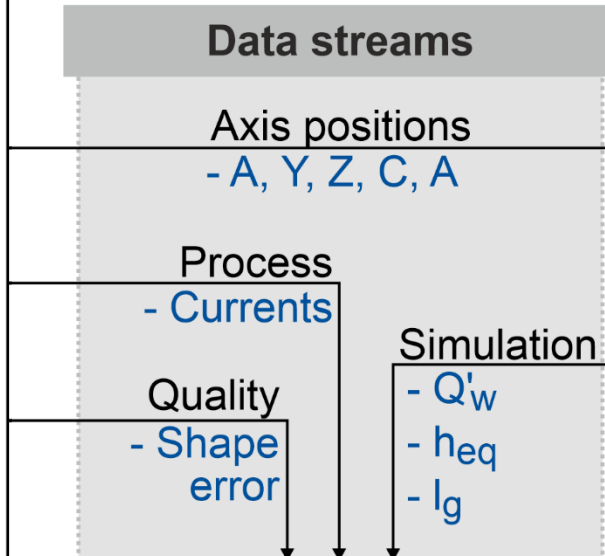 Data streams
Axis positions
- A, Y, Z, C, A
Process
- Currents
Simulation
- Q'w
- heq
- lg
Quality
- Shape
error